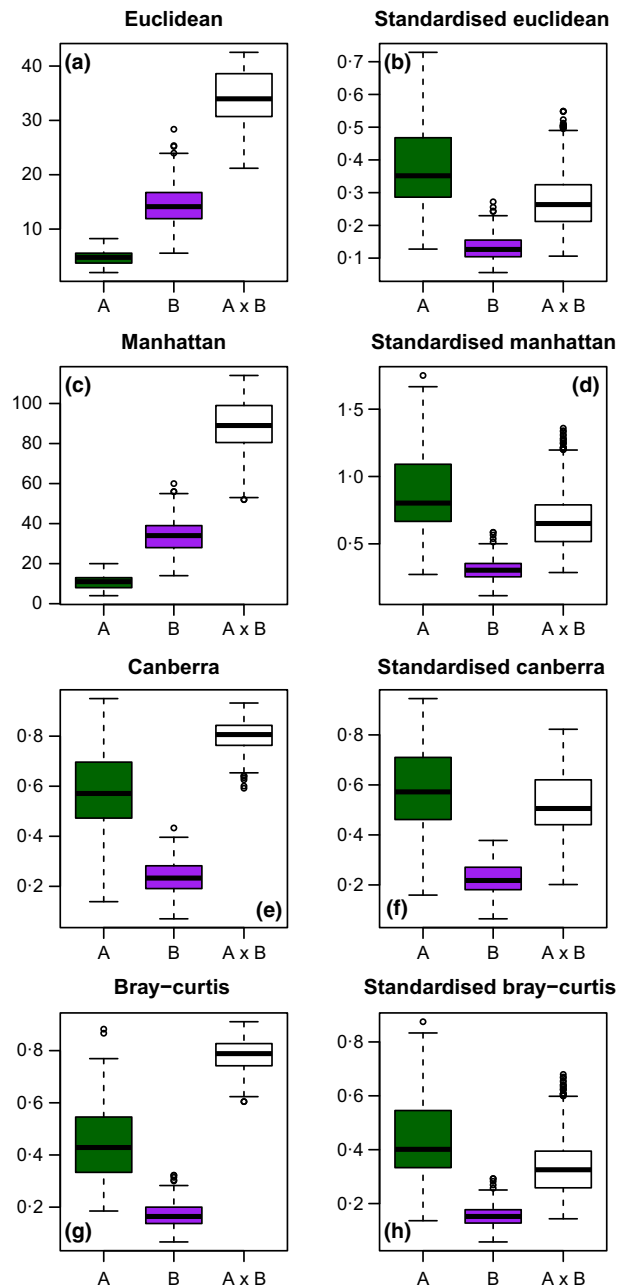 Euclidean
(a)
40
30
20
10
A B A x B
Standardised euclidean
(b)
0·7
0·6
0·5
0·4
0·3
0·2
0·1
A B A x B
Manhattan
(c)
100
80
60
40
20
0
A B A x B
Standardised manhattan
(d)
1·5
1·0
0·5
A B A x B
Canberra
0·8
0·6
0·4
0·2
(e)
A B A x B
Standardised canberra
0·8
0·6
0·4
0·2
(f)
A B A x B
Bray−curtis
0·8
0·6
0·4
0·2
(g)
A B A x B
Standardised bray−curtis
0·8
0·6
0·4
0·2
(h)
A B A x B